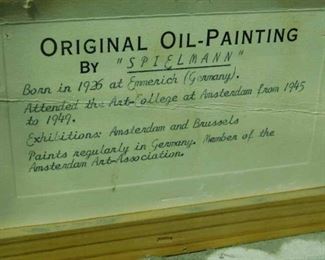 ORIGINAL OIL-PAINTING
BY "SPIELMANN"
Born in 1926 at Emmerich (Germany).
Attended the Art-College at Amsterdam from 1945
to 1949.
Exhibitions: Amsterdam and Brussels
Paints regularly in Germany. Member of the
Amsterdam Art-Association.